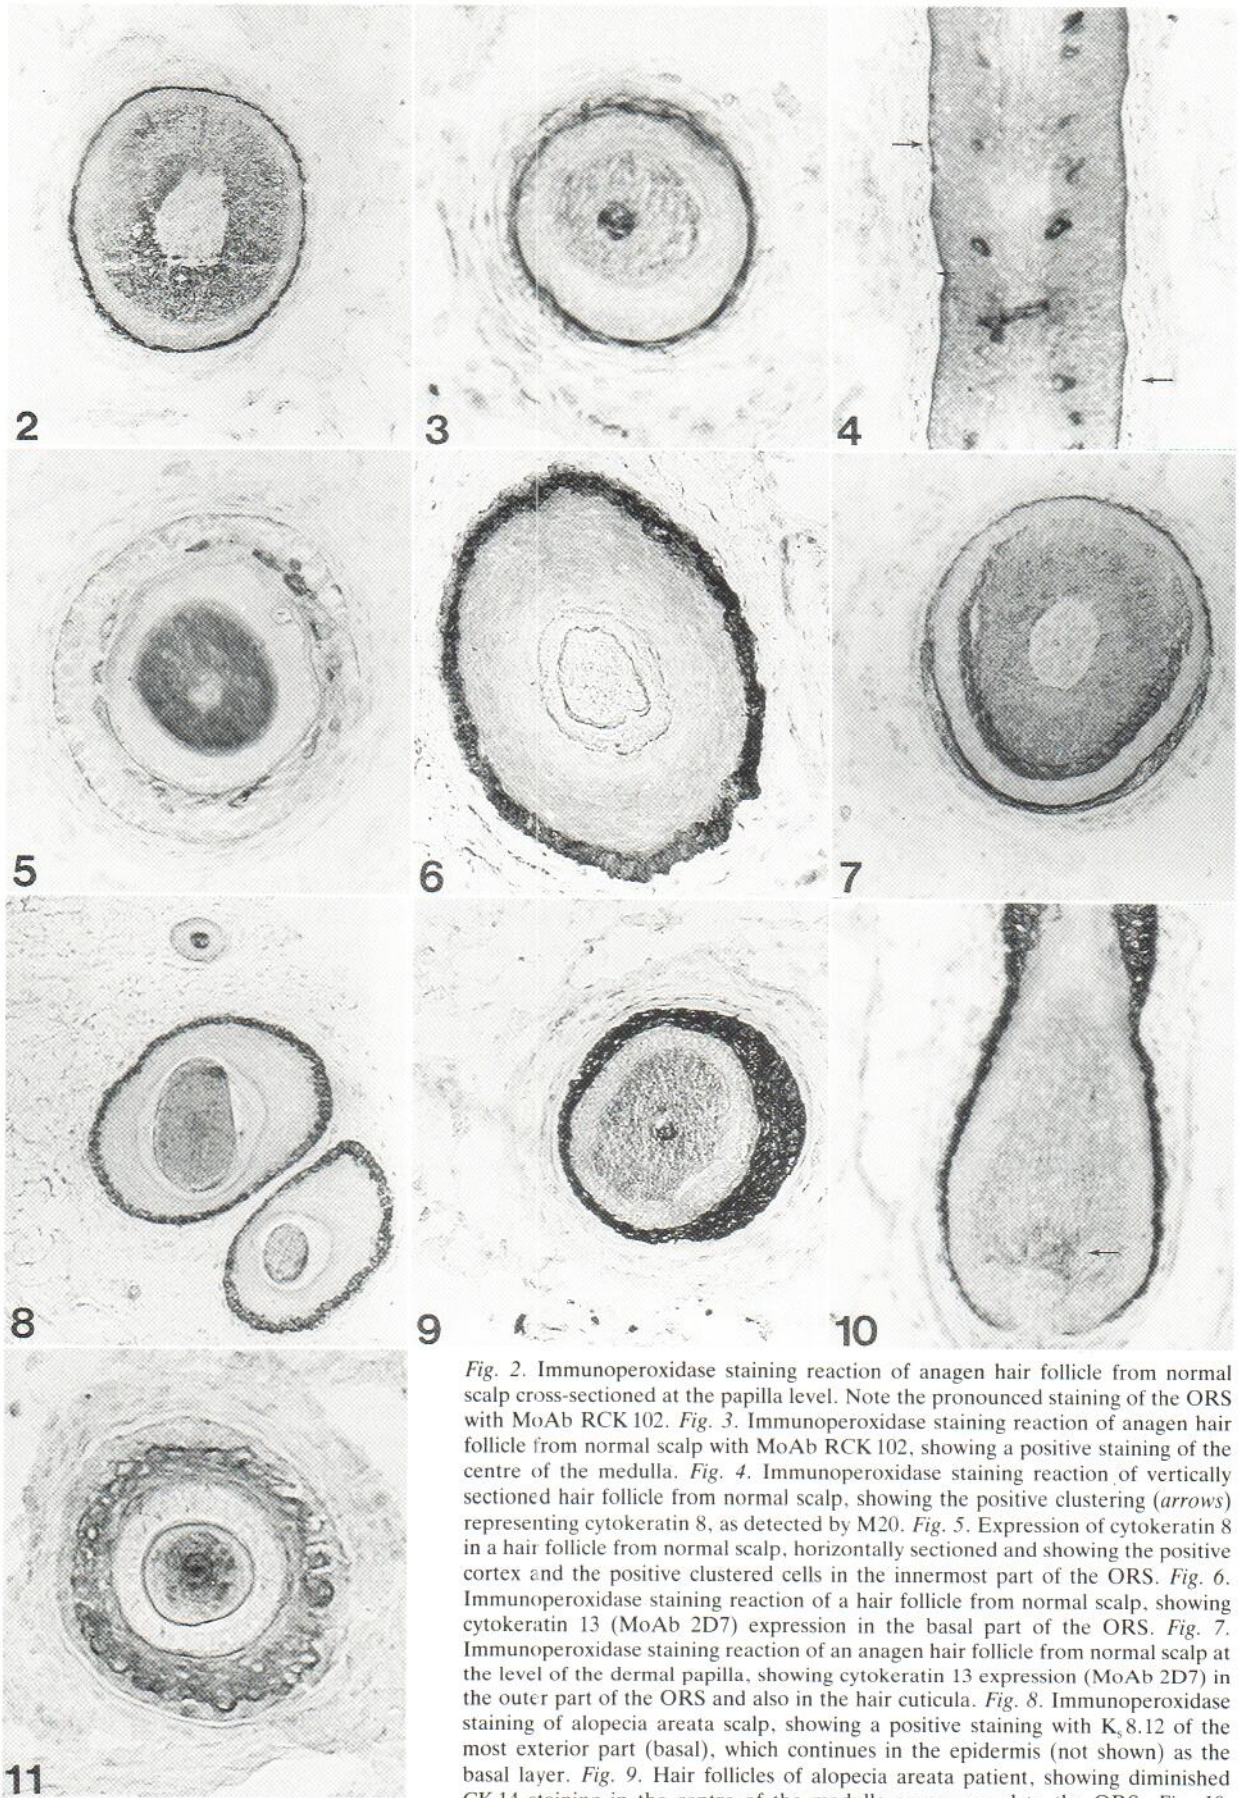 2
3
4
5
6
7
8
9
10
11
Fig. 2. Immunoperoxidase staining reaction of anagen hair follicle from normal
scalp cross-sectioned at the papilla level. Note the pronounced staining of the ORS
with MoAb RCK 102. Fig. 3. Immunoperoxidase staining reaction of anagen hair
follicle from normal scalp with MoAb RCK 102, showing a positive staining of the
centre of the medulla. Fig. 4. Immunoperoxidase staining reaction of vertically
sectioned hair follicle from normal scalp, showing the positive clustering (arrows)
representing cytokeratin 8, as detected by M20. Fig. 5. Expression of cytokeratin 8
in a hair follicle from normal scalp, horizontally sectioned and showing the positive
cortex and the positive clustered cells in the innermost part of the ORS. Fig. 6.
Immunoperoxidase staining reaction of a hair follicle from normal scalp, showing
cytokeratin 13 (MoAb 2D7) expression in the basal part of the ORS. Fig. 7.
Immunoperoxidase staining reaction of an anagen hair follicle from normal scalp at
the level of the dermal papilla, showing cytokeratin 13 expression (MoAb 2D7) in
the outer part of the ORS and also in the hair cuticula. Fig. 8. Immunoperoxidase
staining of alopecia areata scalp, showing a positive staining with Ks8.12 of the
most exterior part (basal), which continues in the epidermis (not shown) as the
basal layer. Fig. 9. Hair follicles of alopecia areata patient, showing diminished